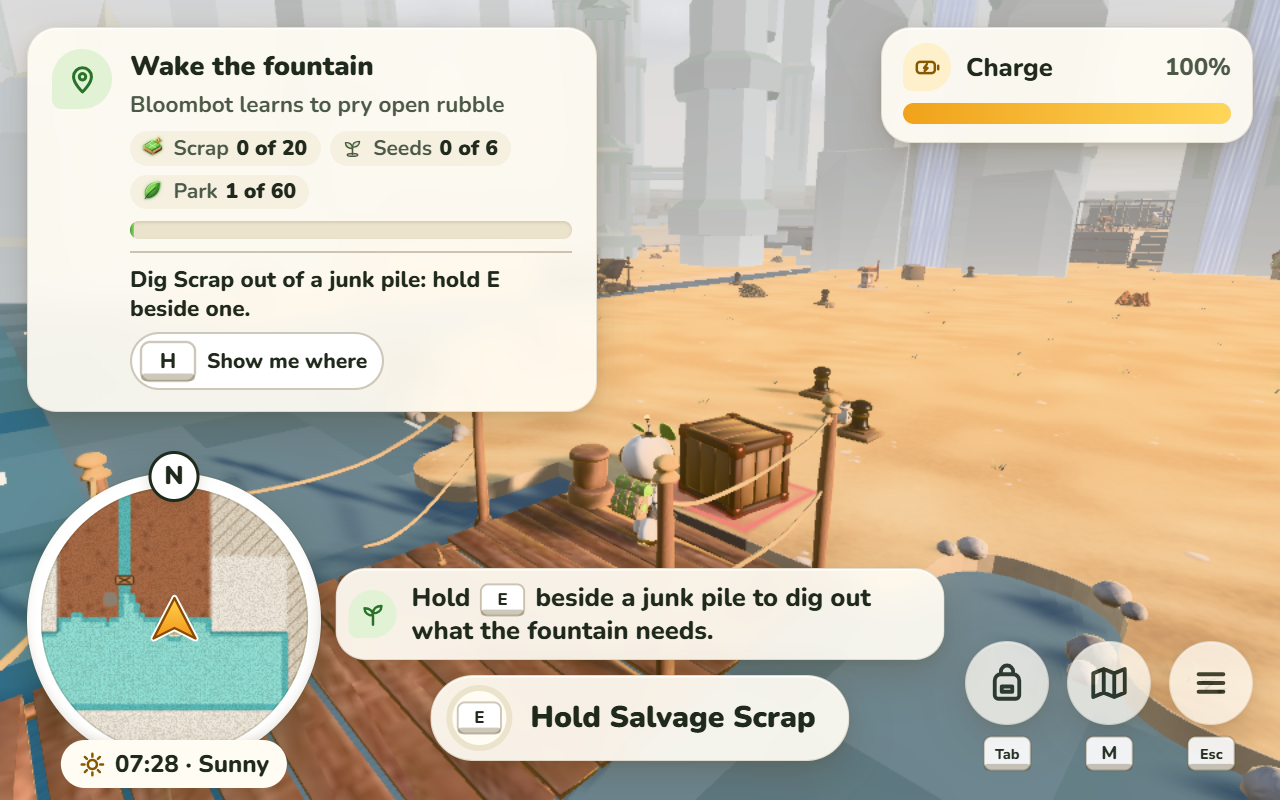 Wake the fountain
Bloombot learns to pry open rubble
Scrap 0 of 20
Seeds 0 of 6
Park 1 of 60
Dig Scrap out of a junk pile: hold E
beside one.
H Show me where
Charge 100%
N
07:28 · Sunny
Hold E beside a junk pile to dig out
what the fountain needs.
E Hold Salvage Scrap
Tab
M
Esc